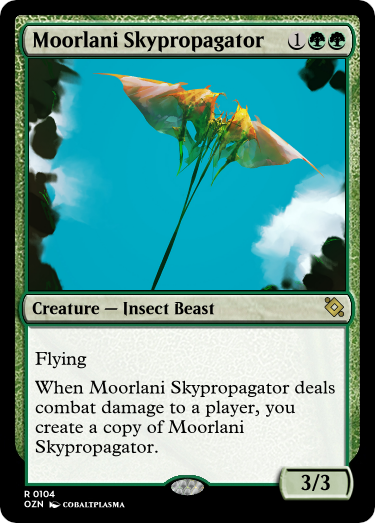 Moorlani Skypropagator 1
Creature — Insect Beast
Flying
When Moorlani Skypropagator deals
combat damage to a player, you
create a copy of Moorlani
Skypropagator.
3/3
R 0104
OZN COBALTPLASMA